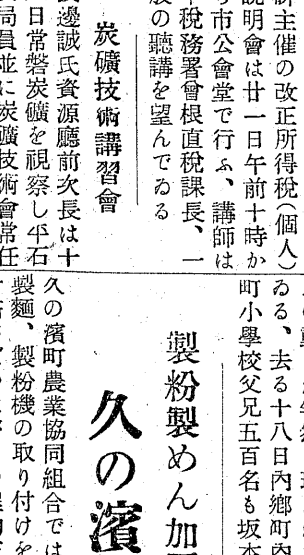 主催の改正所得税(個人)
説明會は廿一日午前十時か
市公會堂で行ふ、講師は
税務署曾根直税課長、一
般の聽講を望んでゐる
炭礦技術講習會
邊誠氏資源廳前次長は十
日常磐炭礦を視察し平石
局員並に炭礦技術會常任
ゐる、去る十八日内郷町内
町小學校父兄五百名も坂本
製粉製めん加
久の濱
久の濱町農業協同組合では
製麵、製粉機の取り付けを